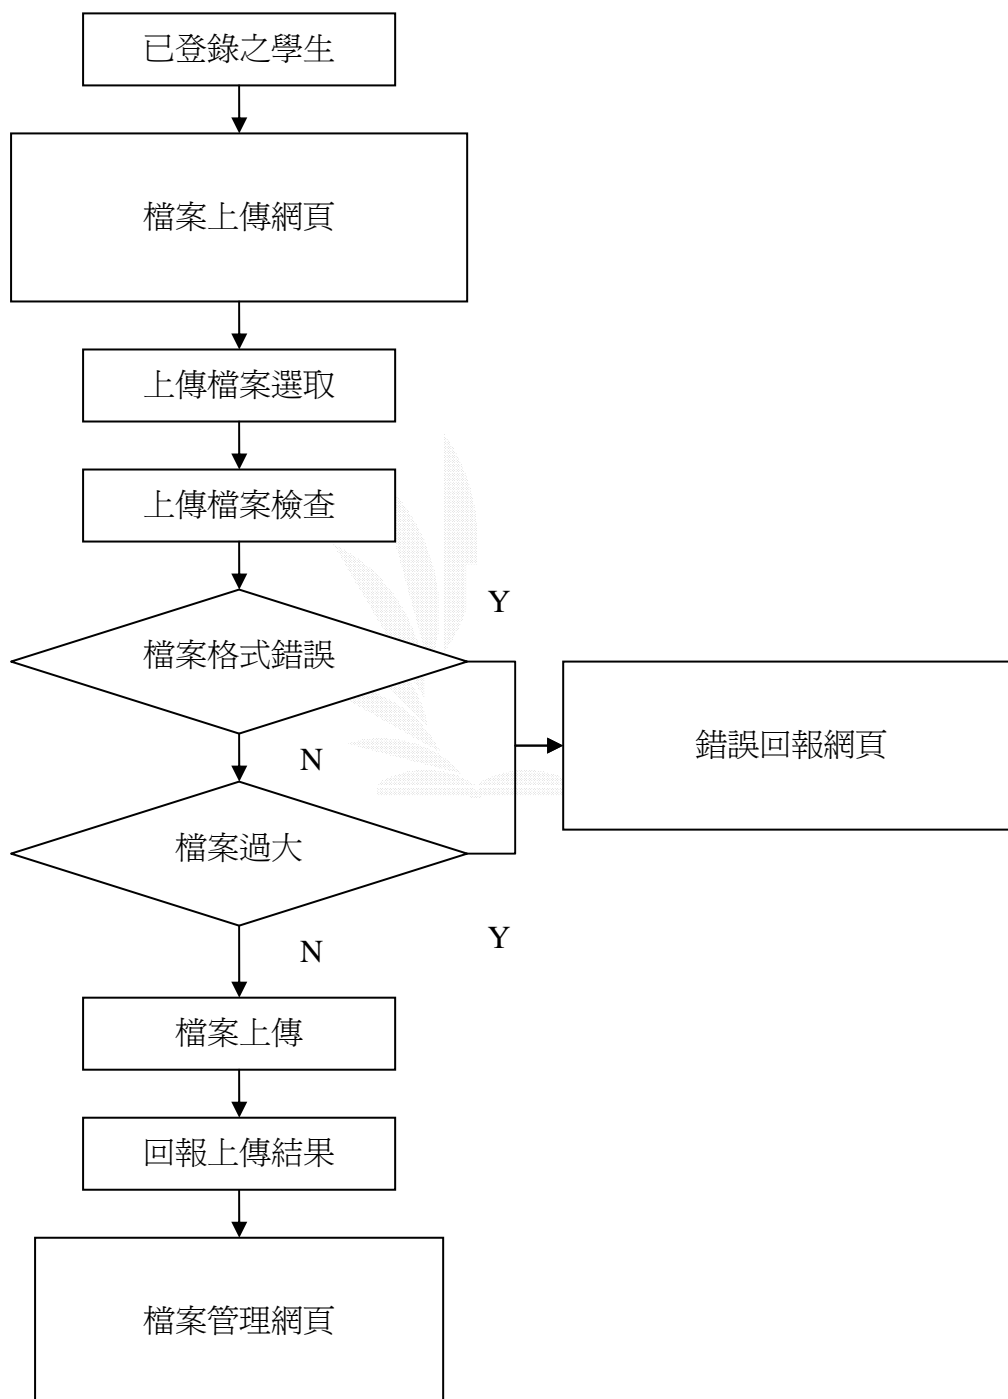 已登錄之學生
檔案上傳網頁
上傳檔案選取
上傳檔案檢查
Y
檔案格式錯誤
錯誤回報網頁
N
檔案過大
Y
N
檔案上傳
回報上傳結果
檔案管理網頁